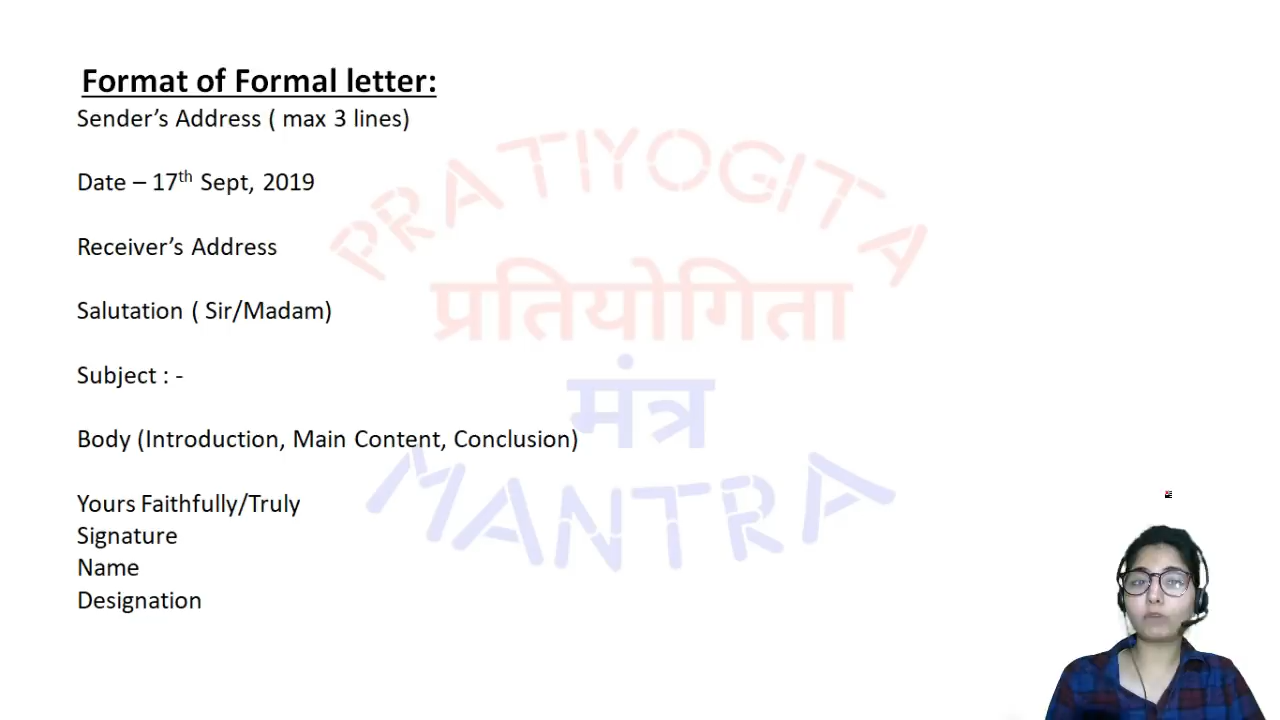 Format of Formal letter:
Sender’s Address ( max 3 lines)
Date – 17th Sept, 2019
Receiver’s Address
Salutation ( Sir/Madam)
Subject : -
Body (Introduction, Main Content, Conclusion)
Yours Faithfully/Truly
Signature
Name
Designation
PRATIYOGITA
प्रतियोगिता
मंत्र
MANTRA